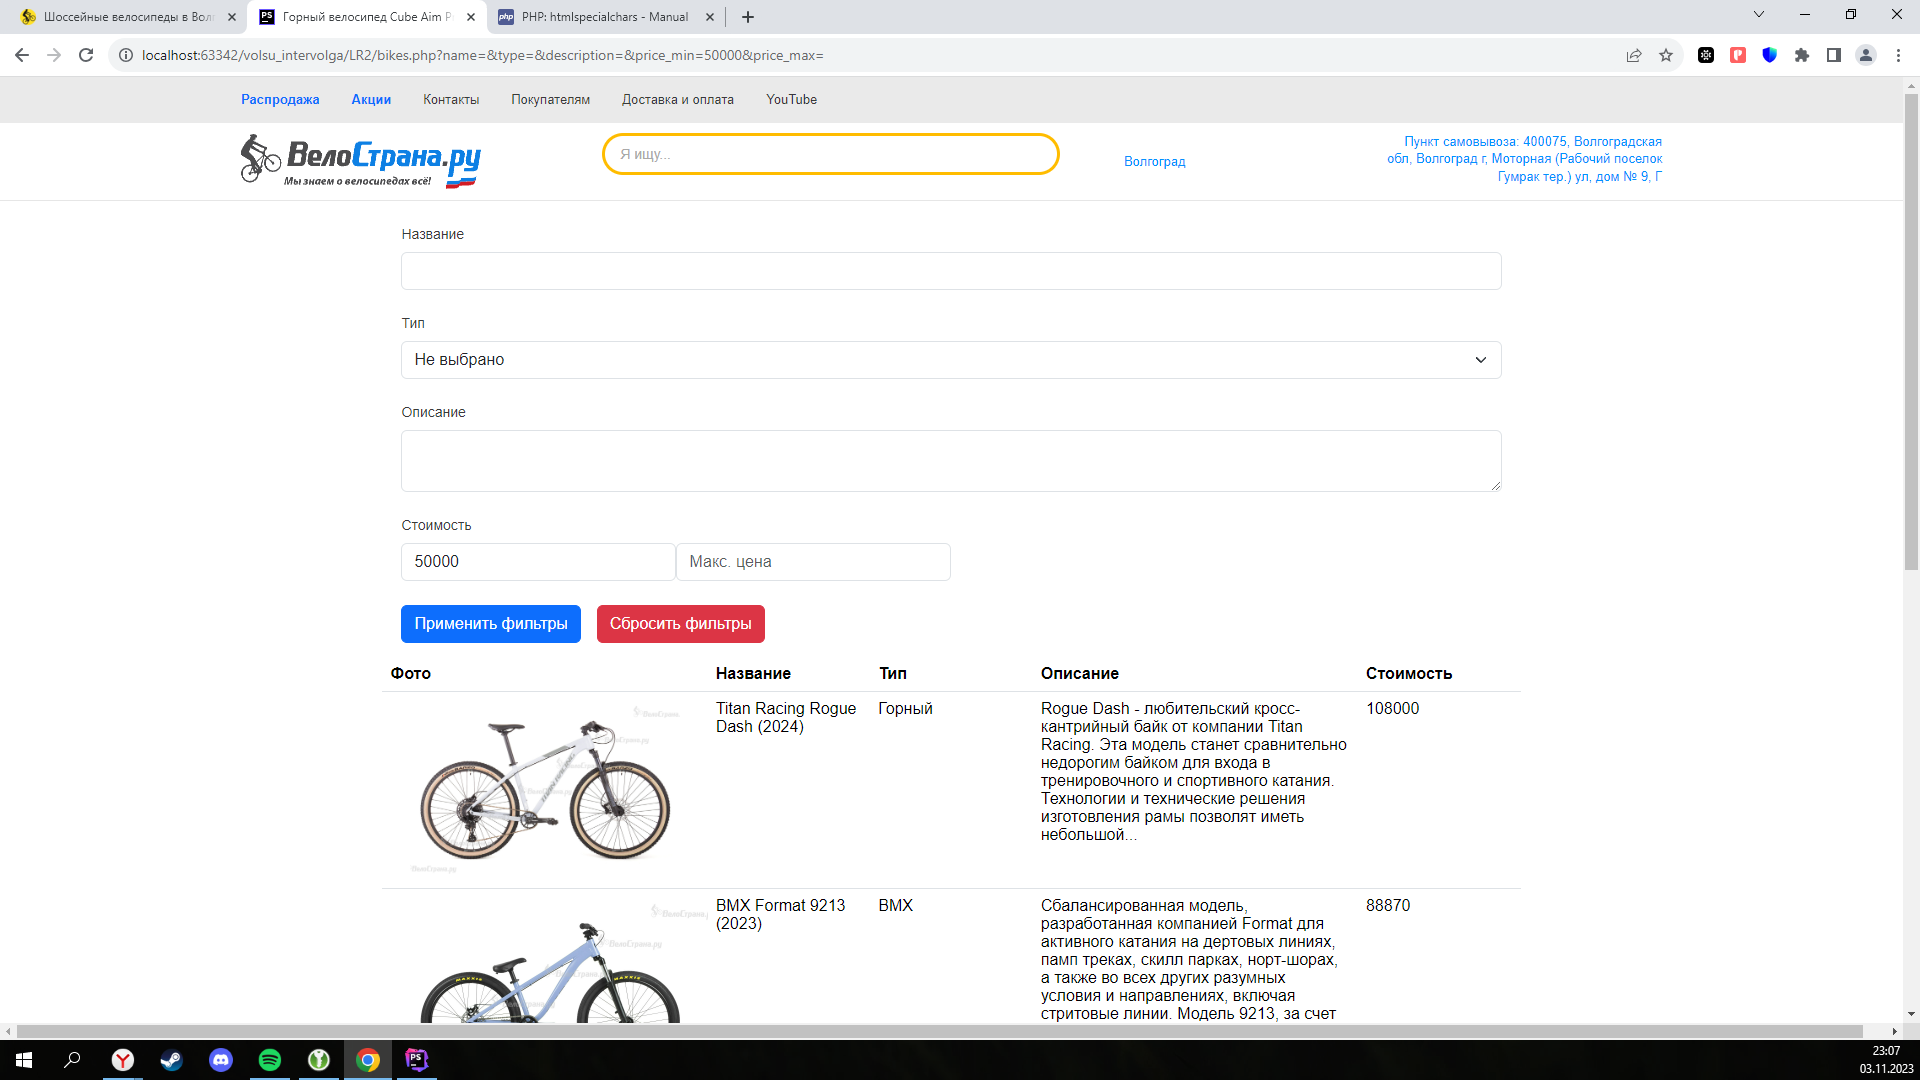 Шоссейные велосипеды в Вол
Горный велосипед Cube Aim P
PHP: htmlspecialchars - Manual
localhost:63342/volsu_intervolga/LR2/bikes.php?name=&type=&description=&price_min=50000&price_max=
Распродажа Акции Контакты Покупателям Доставка и оплата YouTube
ВелоСтрана.ру
Мы знаем о велосипедах всё!
Я ищу...
Волгоград
Пункт самовывоза: 400075, Волгоградская
обл, Волгоград г, Моторная (Рабочий поселок
Гумрак тер.) ул, дом № 9, Г
Название
Тип
Не выбрано
Описание
Стоимость
50000 Макс. цена
Применить фильтры Сбросить фильтры
Фото Название Тип Описание Стоимость
Titan Racing Rogue
Dash (2024)
Горный
Rogue Dash - любительский кросс-
кантрийный байк от компании Titan
Racing. Эта модель станет сравнительно
недорогим байком для входа в
тренировочного и спортивного катания.
Технологии и технические решения
изготовления рамы позволят иметь
небольшой...
108000
BMX Format 9213
(2023)
BMX
Сбалансированная модель,
разработанная компанией Format для
активного катания на дертовых линиях,
памп треках, скилл парках, норт-шорах,
а также во всех других разумных
условия и направлениях, включая
стритовые линии. Модель 9213, за счет
88870
23:07
03.11.2023